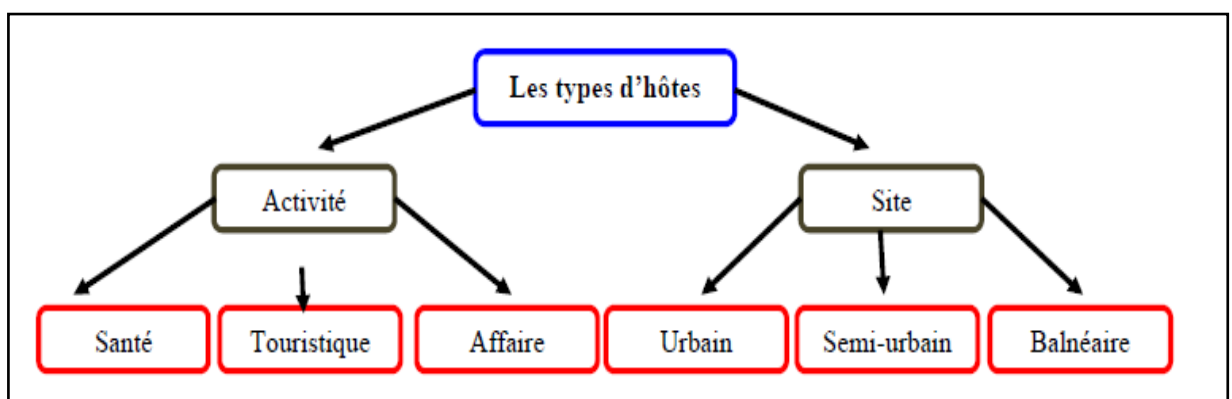 Les types d'hôtes
Activité
Site
Santé
Touristique
Affaire
Urbain
Semi-urbain
Balnéaire